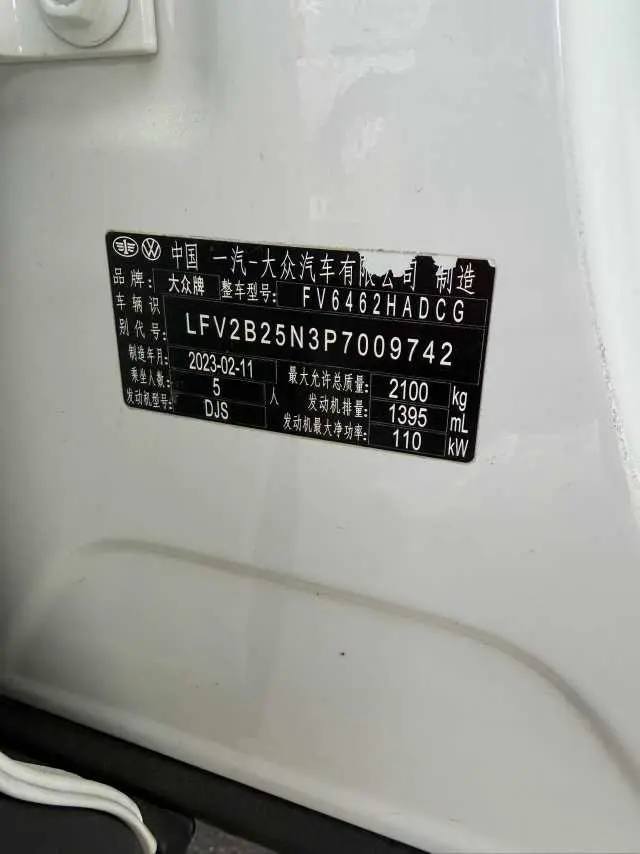 中国 一汽-大众汽车有限公司 制造
品牌: 大众牌 整车型号: FV6462HADCG
车辆识别代号: LFV2B25N3P7009742
制造年月: 2023-02-11 最大允许总质量: 2100 kg
乘坐人数: 5 人 发动机排量: 1395 mL
发动机型号: DJS 发动机最大净功率: 110 kW